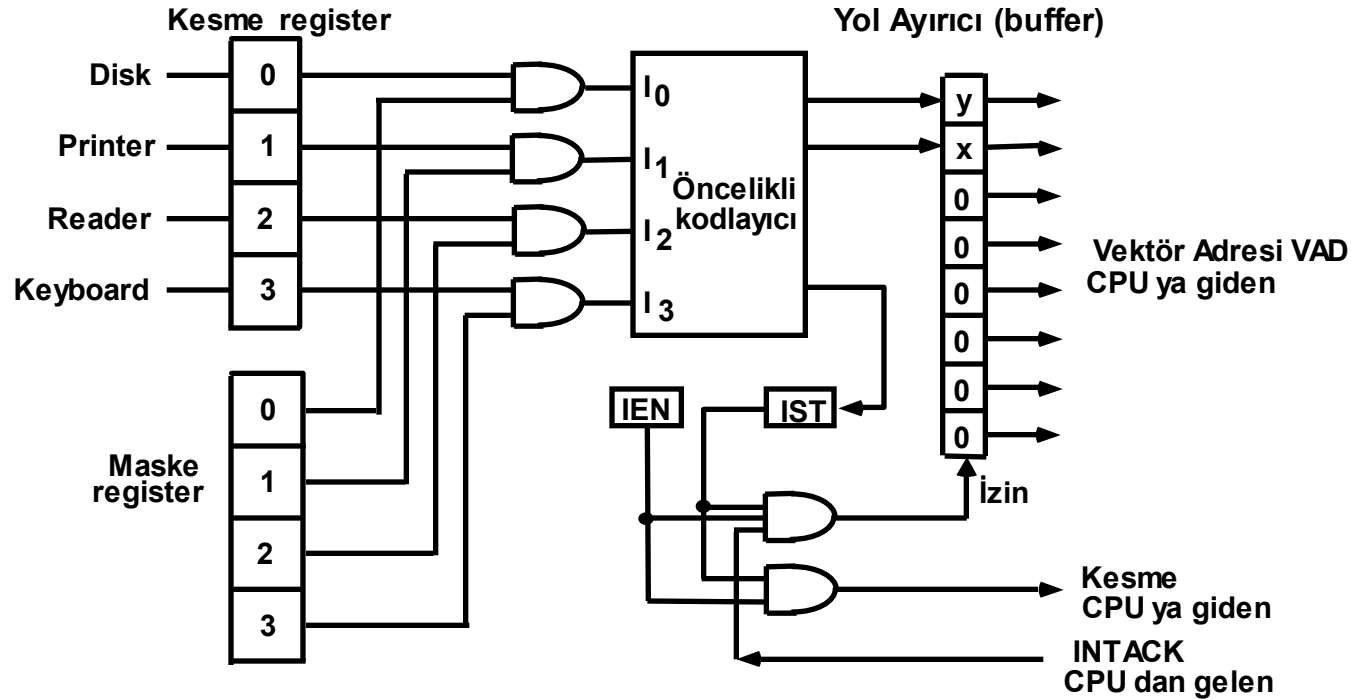 Kesme register
Yol Ayırıcı (buffer)
Disk
0
Printer
1
Reader
2
Keyboard
3
I0
I1
I2
I3
Öncelikli
kodlayıcı
y
x
0
0
0
0
0
0
Vektör Adresi VAD
CPU ya giden
Maske
register
0
1
2
3
IEN
IST
İzin
Kesme
CPU ya giden
INTACK
CPU dan gelen